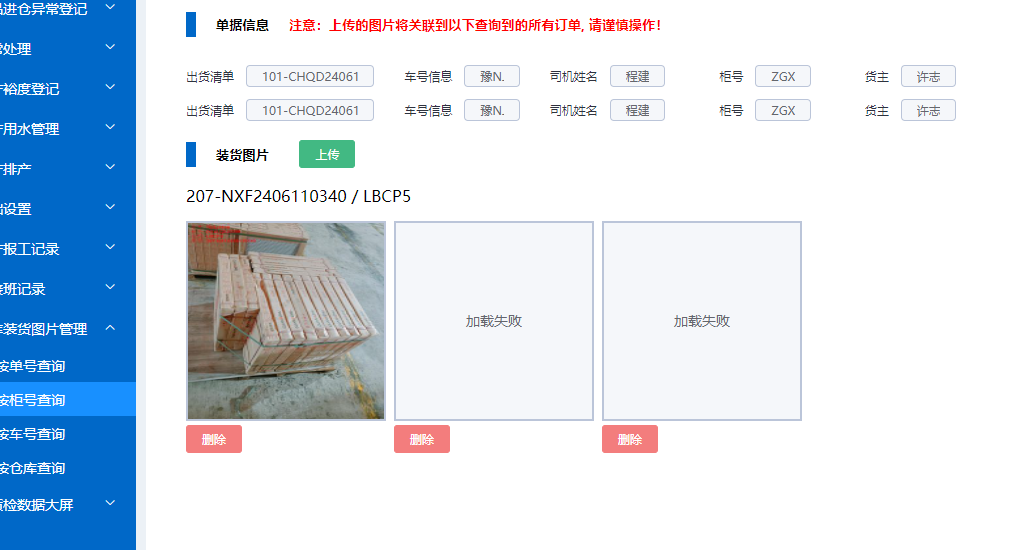 品进仓异常登记
常处理
裕度登记
用水管理
排产
设置
报工记录
班记录
装货图片管理
按单号查询
按柜号查询
按车号查询
按仓库查询
质检数据大屏
单据信息 注意：上传的图片将关联到以下查询到的所有订单, 请谨慎操作！
出货清单 101-CHQD24061 车号信息 豫N. 司机姓名 程建 柜号 ZGX 货主 许志
出货清单 101-CHQD24061 车号信息 豫N. 司机姓名 程建 柜号 ZGX 货主 许志
装货图片 上传
207-NXF2406110340 / LBCP5
加载失败 加载失败
删除 删除 删除